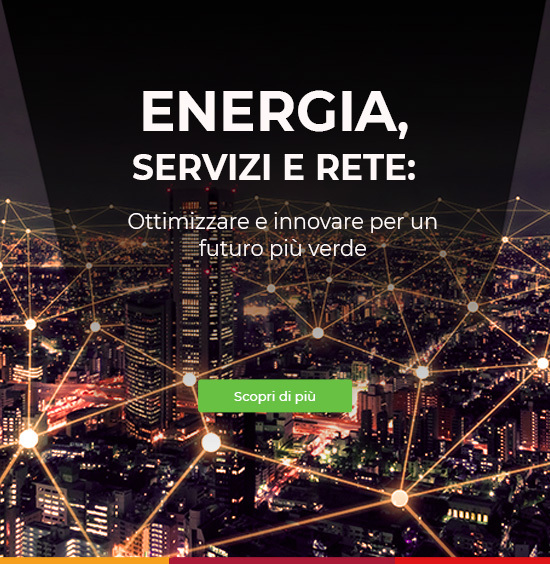 ENERGIA,
SERVIZI E RETE:
Ottimizzare e innovare per un
futuro più verde
Scopri di più